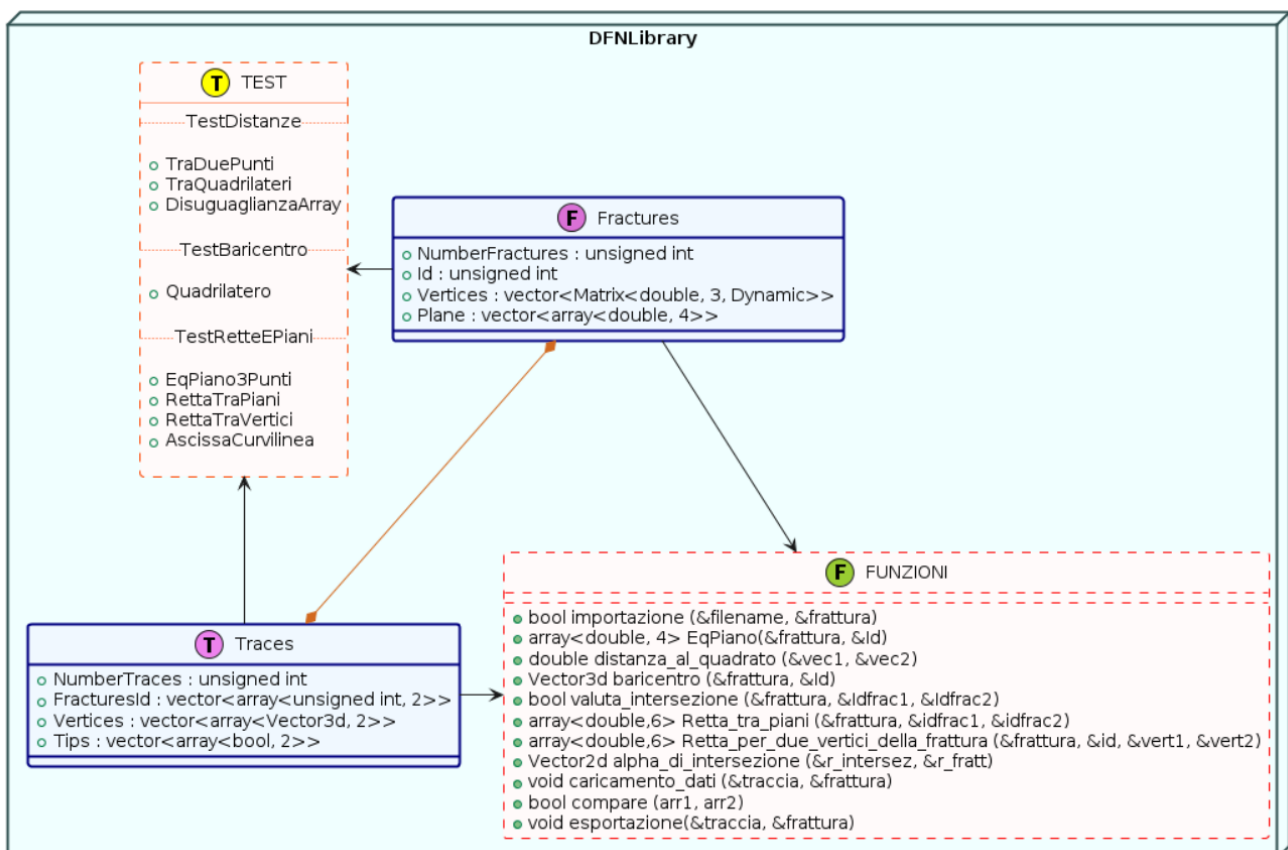 DFNLibrary
T TEST
TestDistanze
TraDuePunti
TraQuadrilateri
DisuguaglianzaArray
TestBaricentro
Quadrilatero
TestRetteEPiani
EqPiano3Punti
RettaTraPiani
RettaTraVertici
AscissaCurvilinea
F Fractures
NumberFractures : unsigned int
Id : unsigned int
Vertices : vector<Matrix<double, 3, Dynamic>>
Plane : vector<array<double, 4>>
T Traces
NumberTraces : unsigned int
FracturesId : vector<array<unsigned int, 2>>
Vertices : vector<array<Vector3d, 2>>
Tips : vector<array<bool, 2>>
F FUNZIONI
bool importazione (&filename, &frattura)
array<double, 4> EqPiano(&frattura, &Id)
double distanza_al_quadrato (&vec1, &vec2)
Vector3d baricentro (&frattura, &Id)
bool valuta_intersezione (&frattura, &Idfrac1, &Idfrac2)
array<double,6> Retta_tra_piani (&frattura, &idfrac1, &idfrac2)
array<double,6> Retta_per_due_vertici_della_frattura (&frattura, &id, &vert1, &vert2)
Vector2d alpha_di_intersezione (&r_intersez, &r_fratt)
void caricamento_dati (&traccia, &frattura)
bool compare (arr1, arr2)
void esportazione(&traccia, &frattura)